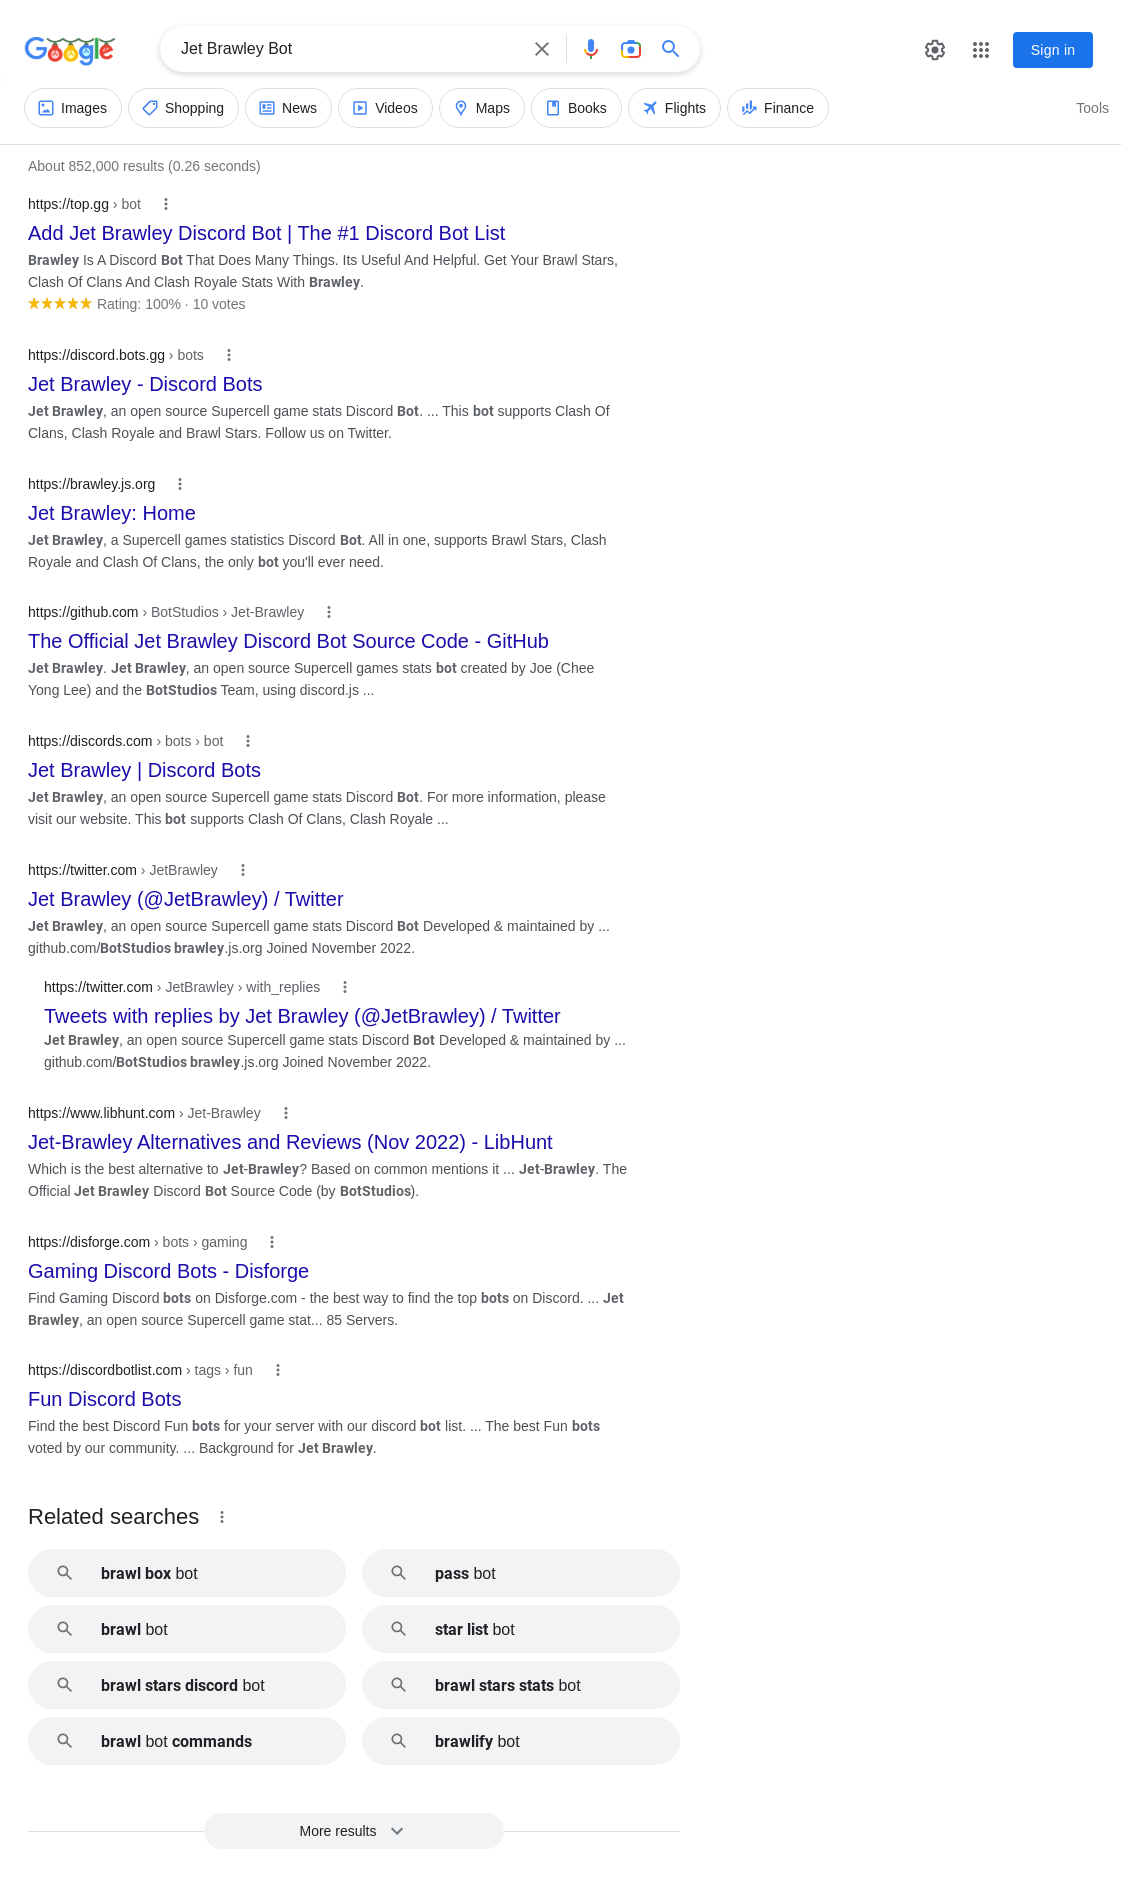 Google
Jet Brawley Bot
Sign in
Images
Shopping
News
Videos
Maps
Books
Flights
Finance
Tools
About 852,000 results (0.26 seconds)
https://top.gg › bot
Add Jet Brawley Discord Bot | The #1 Discord Bot List
Brawley Is A Discord Bot That Does Many Things. Its Useful And Helpful. Get Your Brawl Stars,
Clash Of Clans And Clash Royale Stats With Brawley.
Rating: 100% · 10 votes
https://discord.bots.gg › bots
Jet Brawley - Discord Bots
Jet Brawley, an open source Supercell game stats Discord Bot. ... This bot supports Clash Of
Clans, Clash Royale and Brawl Stars. Follow us on Twitter.
https://brawley.js.org
Jet Brawley: Home
Jet Brawley, a Supercell games statistics Discord Bot. All in one, supports Brawl Stars, Clash
Royale and Clash Of Clans, the only bot you'll ever need.
https://github.com › BotStudios › Jet-Brawley
The Official Jet Brawley Discord Bot Source Code - GitHub
Jet Brawley. Jet Brawley, an open source Supercell games stats bot created by Joe (Chee
Yong Lee) and the BotStudios Team, using discord.js ...
https://discords.com › bots › bot
Jet Brawley | Discord Bots
Jet Brawley, an open source Supercell game stats Discord Bot. For more information, please
visit our website. This bot supports Clash Of Clans, Clash Royale ...
https://twitter.com › JetBrawley
Jet Brawley (@JetBrawley) / Twitter
Jet Brawley, an open source Supercell game stats Discord Bot Developed & maintained by ...
github.com/BotStudios brawley.js.org Joined November 2022.
https://twitter.com › JetBrawley › with_replies
Tweets with replies by Jet Brawley (@JetBrawley) / Twitter
Jet Brawley, an open source Supercell game stats Discord Bot Developed & maintained by ...
github.com/BotStudios brawley.js.org Joined November 2022.
https://www.libhunt.com › Jet-Brawley
Jet-Brawley Alternatives and Reviews (Nov 2022) - LibHunt
Which is the best alternative to Jet-Brawley? Based on common mentions it ... Jet-Brawley. The
Official Jet Brawley Discord Bot Source Code (by BotStudios).
https://disforge.com › bots › gaming
Gaming Discord Bots - Disforge
Find Gaming Discord bots on Disforge.com - the best way to find the top bots on Discord. ... Jet
Brawley, an open source Supercell game stat... 85 Servers.
https://discordbotlist.com › tags › fun
Fun Discord Bots
Find the best Discord Fun bots for your server with our discord bot list. ... The best Fun bots
voted by our community. ... Background for Jet Brawley.
Related searches
brawl box bot
pass bot
brawl bot
star list bot
brawl stars discord bot
brawl stars stats bot
brawl bot commands
brawlify bot
More results